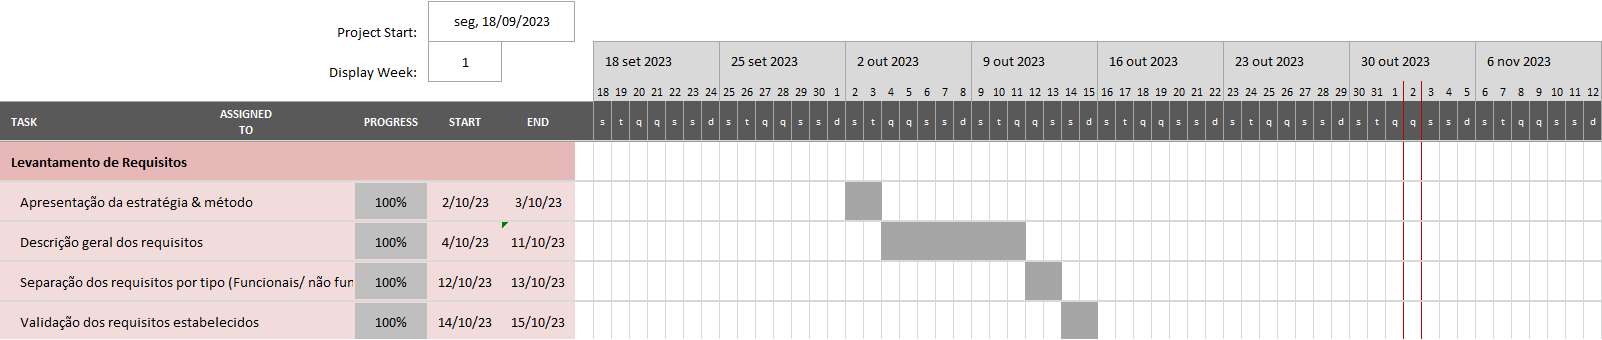 Project Start: seg, 18/09/2023
Display Week: 1
18 set 2023 25 set 2023 2 out 2023 9 out 2023 16 out 2023 23 out 2023 30 out 2023 6 nov 2023
18 19 20 21 22 23 24 25 26 27 28 29 30 1 2 3 4 5 6 7 8 9 10 11 12 13 14 15 16 17 18 19 20 21 22 23 24 25 26 27 28 29 30 31 1 2 3 4 5 6 7 8 9 10 11 12
TASK ASSIGNED TO PROGRESS START END s t q q s s d s t q q s s d s t q q s s d s t q q s s d s t q q s s d s t q q s s d s t q q s s d s t q q s s d
Levantamento de Requisitos
Apresentação da estratégia & método 100% 2/10/23 3/10/23
Descrição geral dos requisitos 100% 4/10/23 11/10/23
Separação dos requisitos por tipo (Funcionais/ não fun 100% 12/10/23 13/10/23
Validação dos requisitos estabelecidos 100% 14/10/23 15/10/23